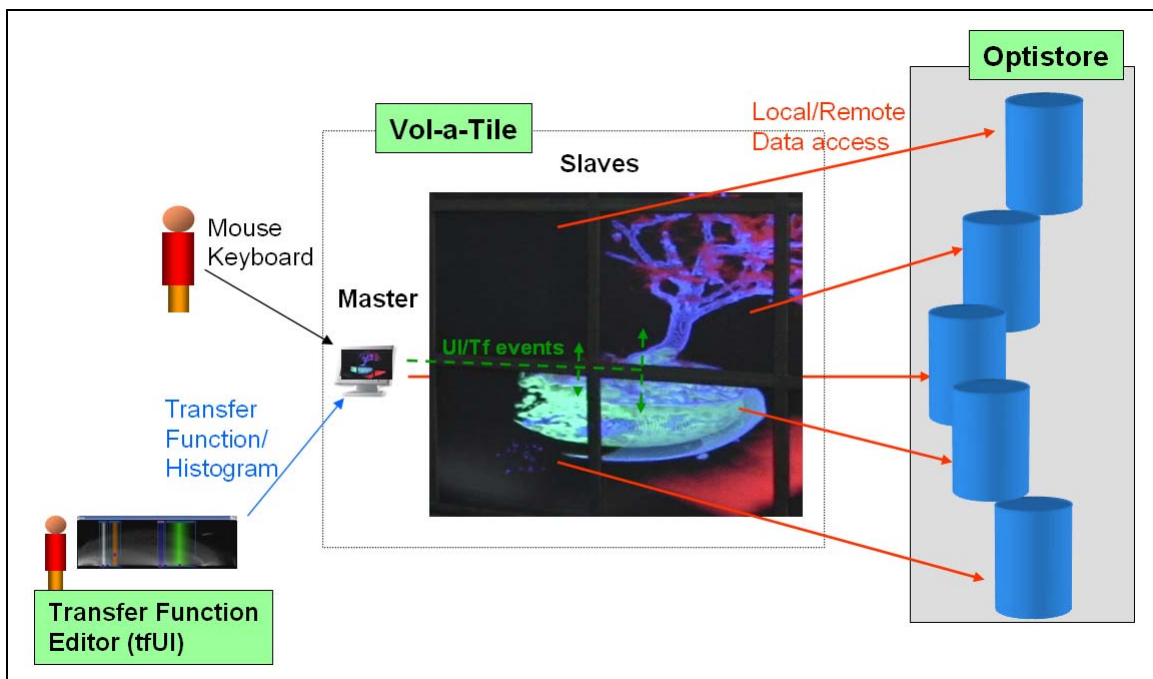 Optistore
Vol-a-Tile
Local/Remote
Data access
Slaves
Mouse
Keyboard
Master
UI/Tf events
Transfer
Function/
Histogram
Transfer Function
Editor (tfUI)